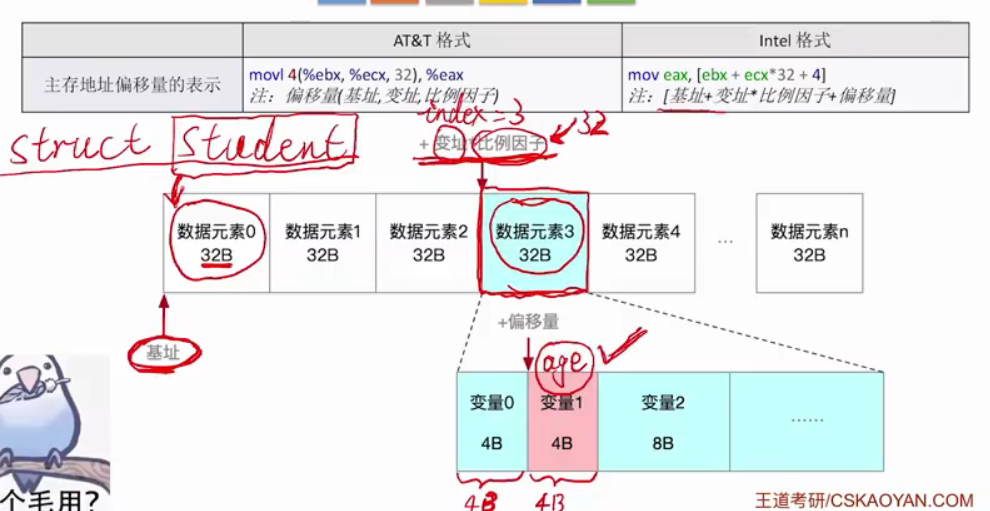 AT&T 格式
Intel 格式
主存地址偏移量的表示
movl 4(%ebx, %ecx, 32), %eax
注：偏移量(基址,变址,比例因子)
mov eax, [ebx + ecx*32 + 4]
注：[基址+变址*比例因子+偏移量]
index=3
32
struct Student
+ 变址*比例因子
数据元素0
32B
数据元素1
32B
数据元素2
32B
数据元素3
32B
数据元素4
32B
...
数据元素n
32B
+偏移量
基址
age
变量0
4B
变量1
4B
变量2
8B
……
4B
4B
个毛用?
王道考研/CSKAOYAN.COM